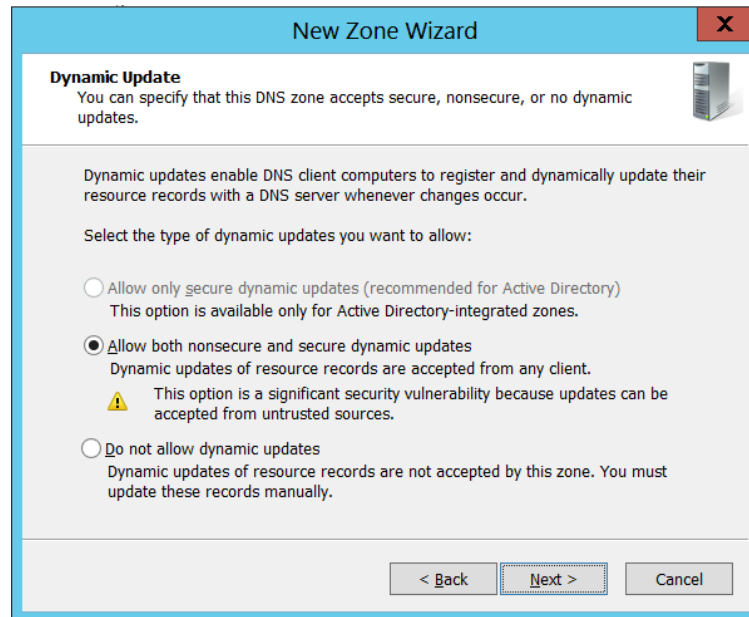 New Zone Wizard
X
Dynamic Update
You can specify that this DNS zone accepts secure, nonsecure, or no dynamic
updates.
Dynamic updates enable DNS client computers to register and dynamically update their
resource records with a DNS server whenever changes occur.
Select the type of dynamic updates you want to allow:
Allow only secure dynamic updates (recommended for Active Directory)
This option is available only for Active Directory-integrated zones.
Allow both nonsecure and secure dynamic updates
Dynamic updates of resource records are accepted from any client.
This option is a significant security vulnerability because updates can be
accepted from untrusted sources.
Do not allow dynamic updates
Dynamic updates of resource records are not accepted by this zone. You must
update these records manually.
< Back
Next >
Cancel